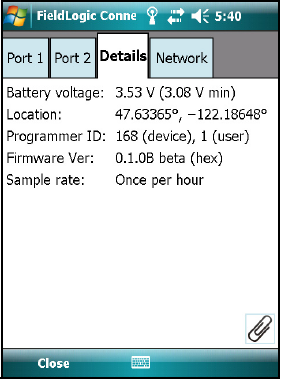 FieldLogic Conne 5:40
Port 1 Port 2 Details Network
Battery voltage: 3.53 V (3.08 V min)
Location: 47.63365°, −122.18648°
Programmer ID: 168 (device), 1 (user)
Firmware Ver: 0.1.0B beta (hex)
Sample rate: Once per hour
Close